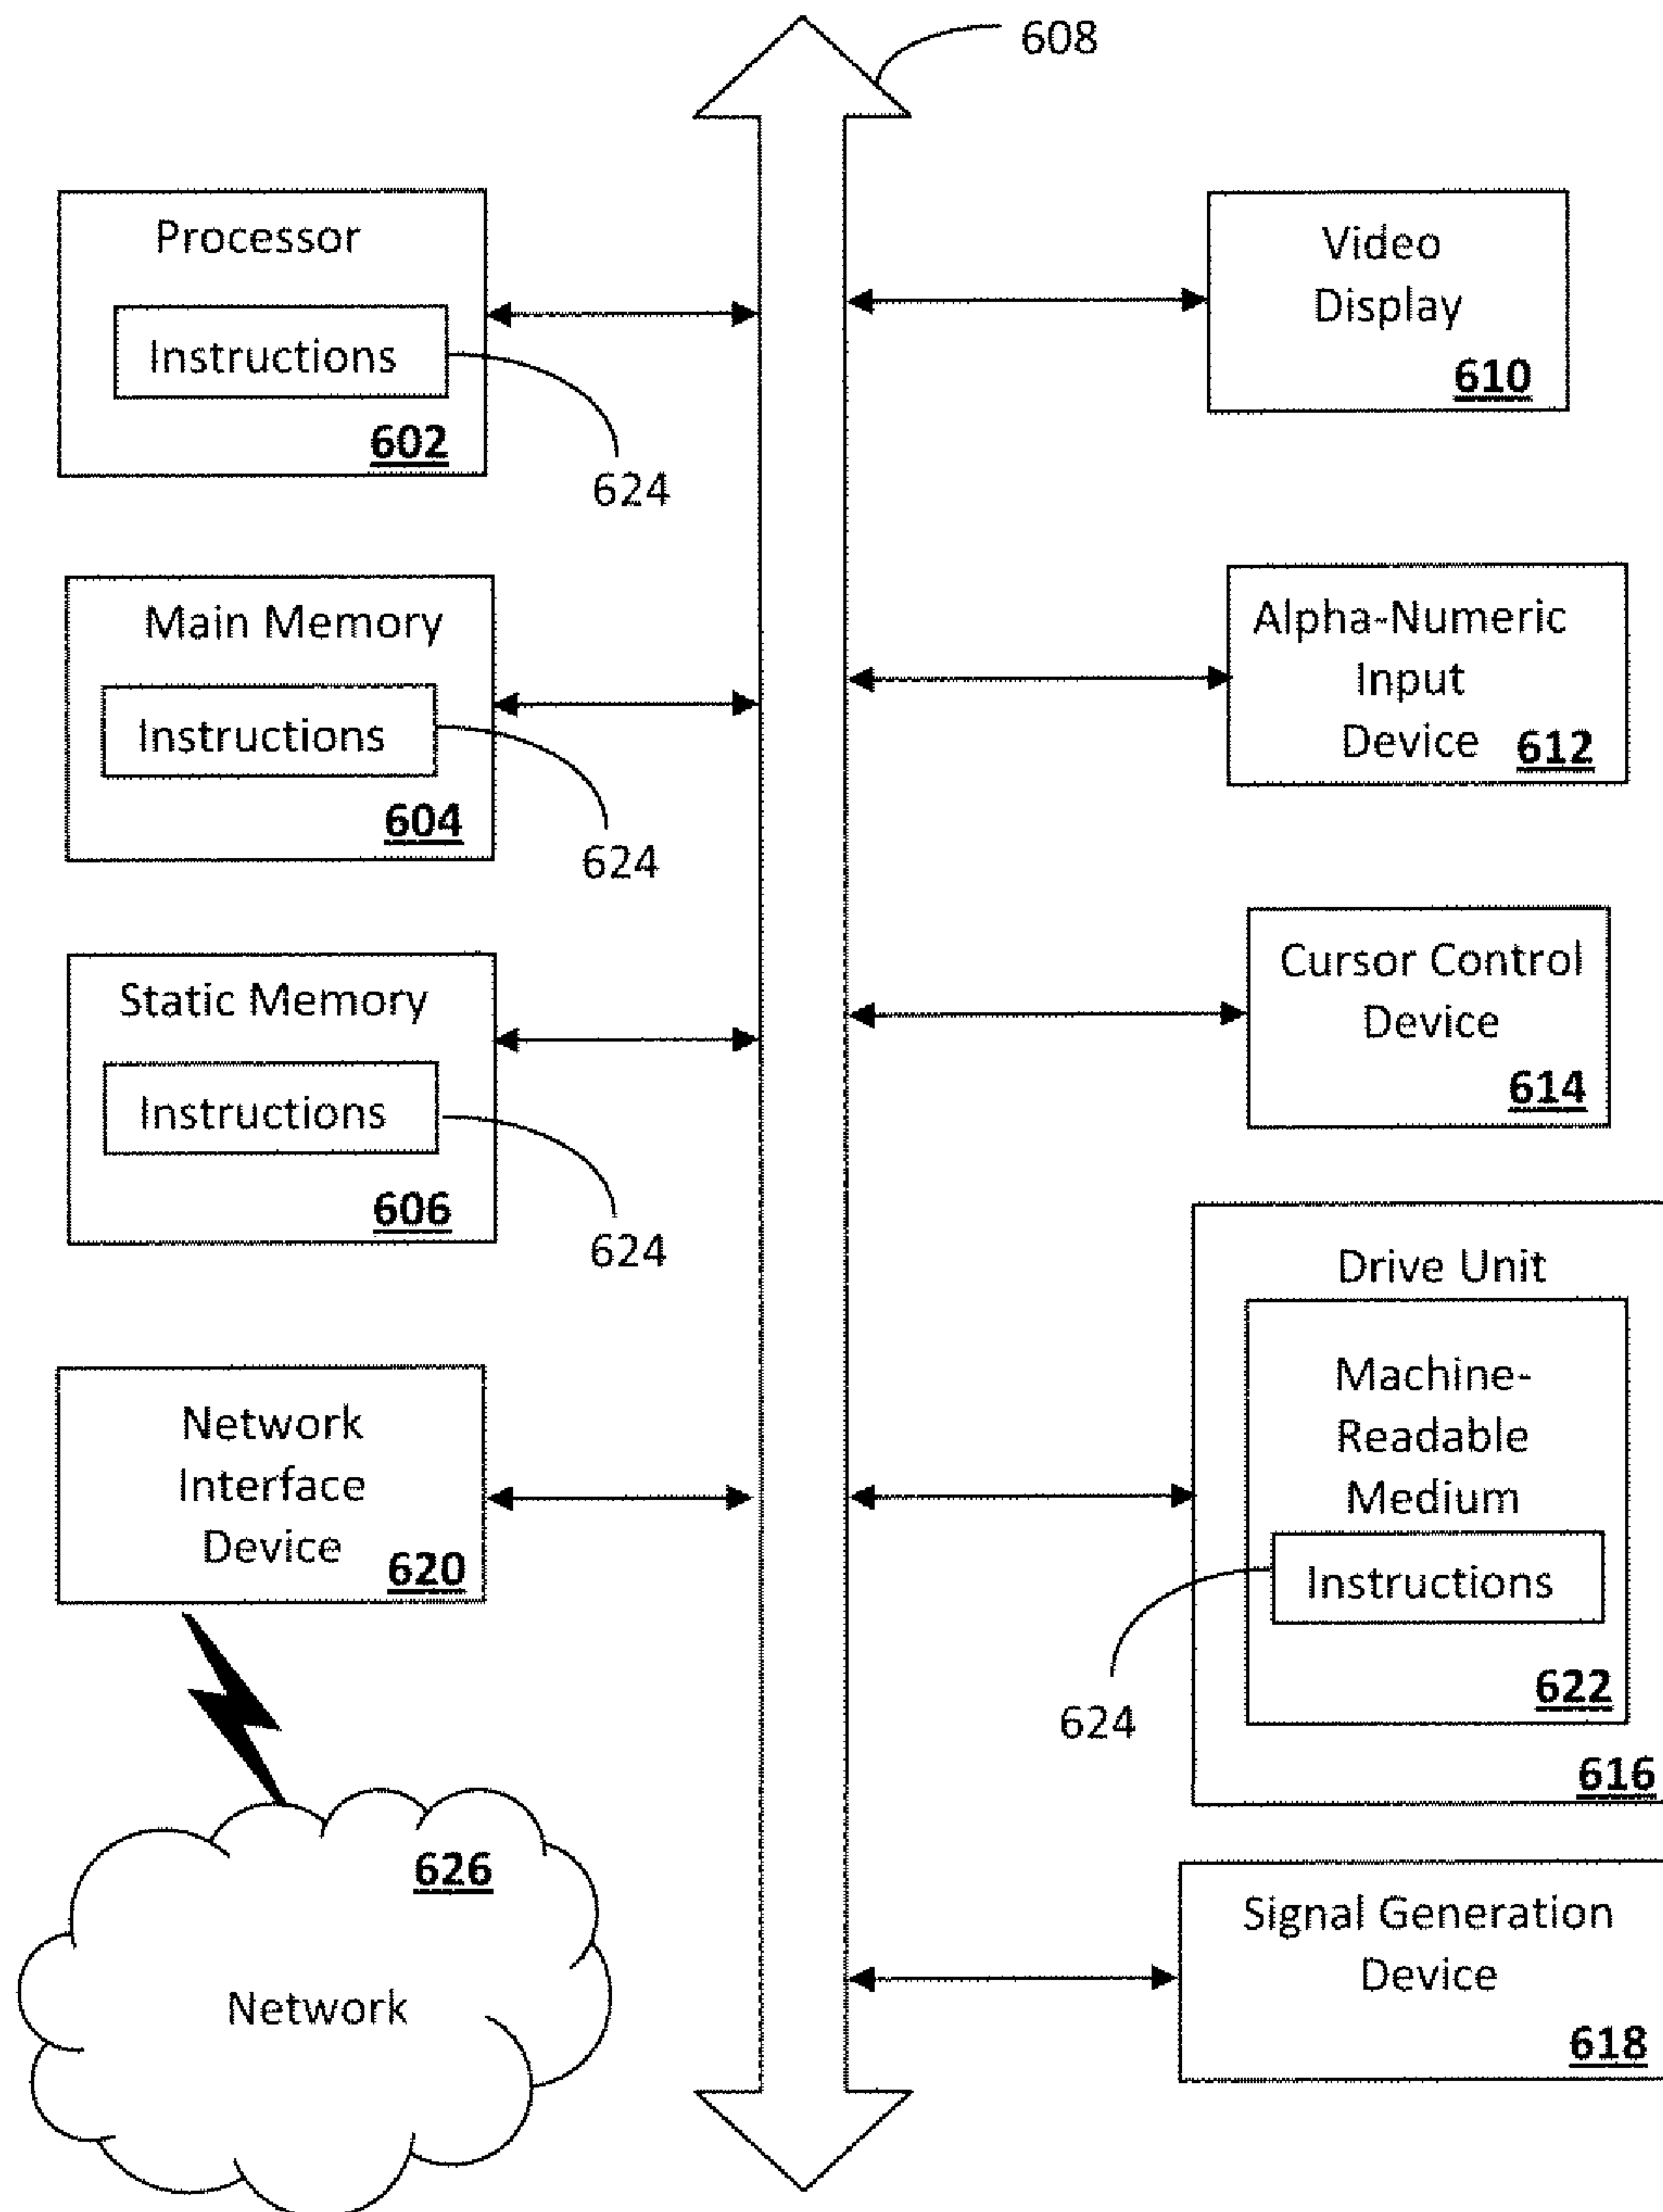 608
Processor
Instructions
602
624
Main Memory
Instructions
604
624
Static Memory
Instructions
606
624
Network
Interface
Device
620
626
Network
Video
Display
610
Alpha-Numeric
Input
Device 612
Cursor Control
Device
614
Drive Unit
Machine-
Readable
Medium
Instructions
624
622
616
Signal Generation
Device
618